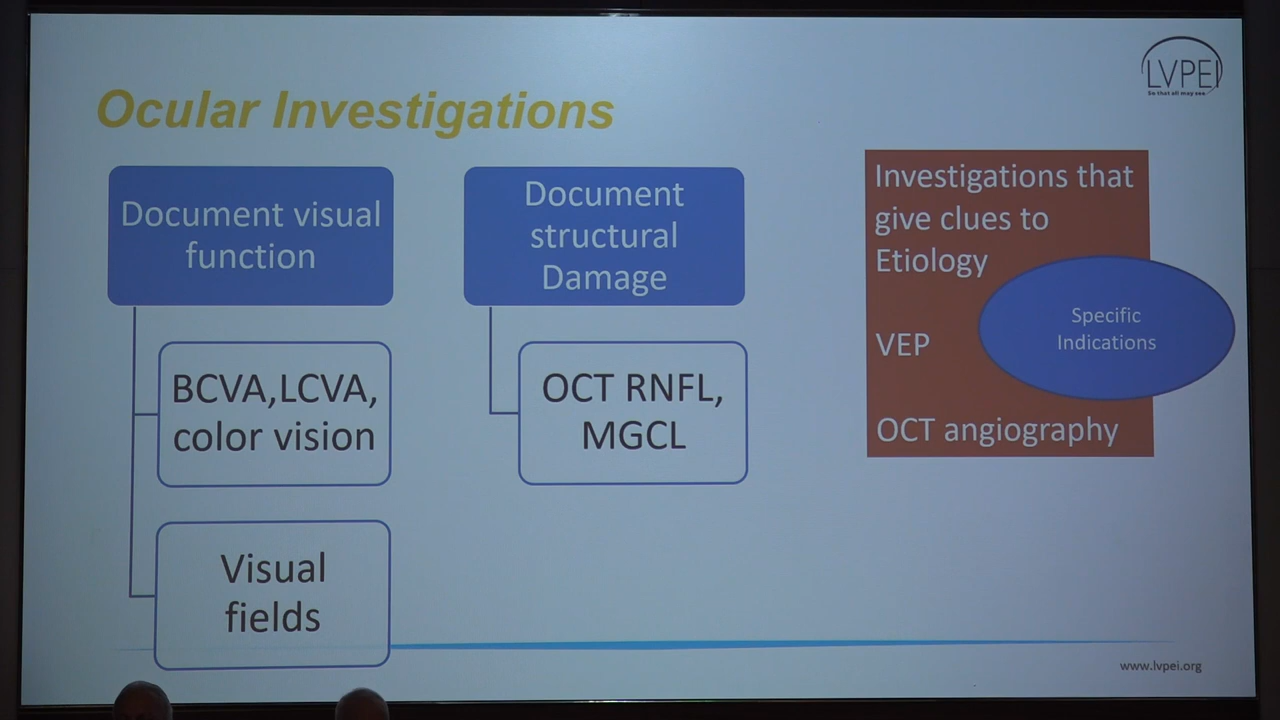 LVPEI
So that all may see
Ocular Investigations
Document visual
function
BCVA,LCVA,
color vision
Visual
fields
Document
structural
Damage
OCT RNFL,
MGCL
Investigations that
give clues to
Etiology
VEP
OCT angiography
Specific
Indications
www.lvpei.org